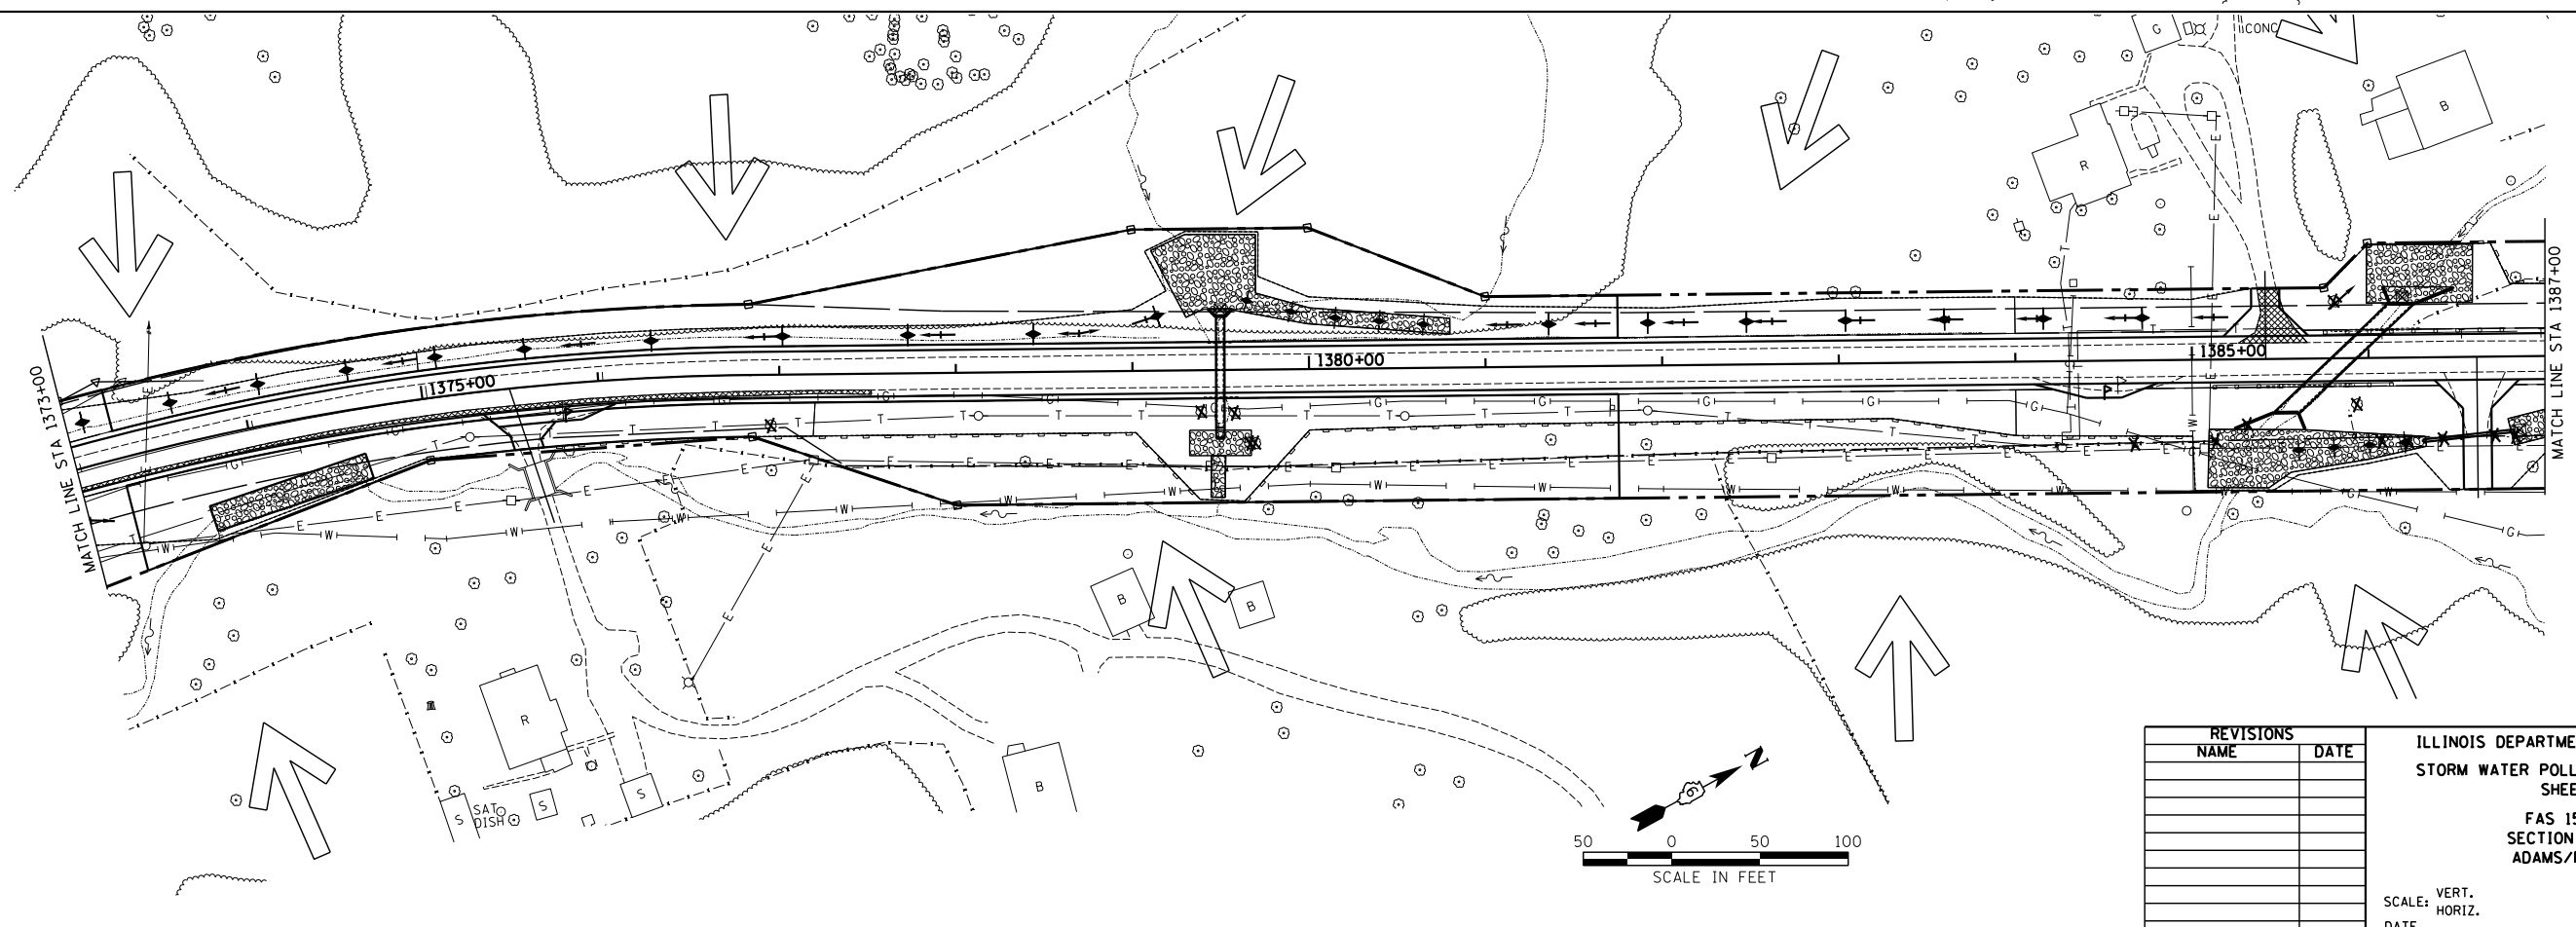 G
CONC
B
R
MATCH LINE STA 1373+00
1375+00
1380+00
1385+00
MATCH LINE STA 1387+00
E
G
T
W
B
B
R
B
S
SAT
DISH
S
S
N
50 0 50 100
SCALE IN FEET
REVISIONS
NAME DATE
ILLINOIS DEPARTME
STORM WATER POLL
SHEE
FAS 15
SECTION
ADAMS/
SCALE: VERT.
HORIZ.
DATE